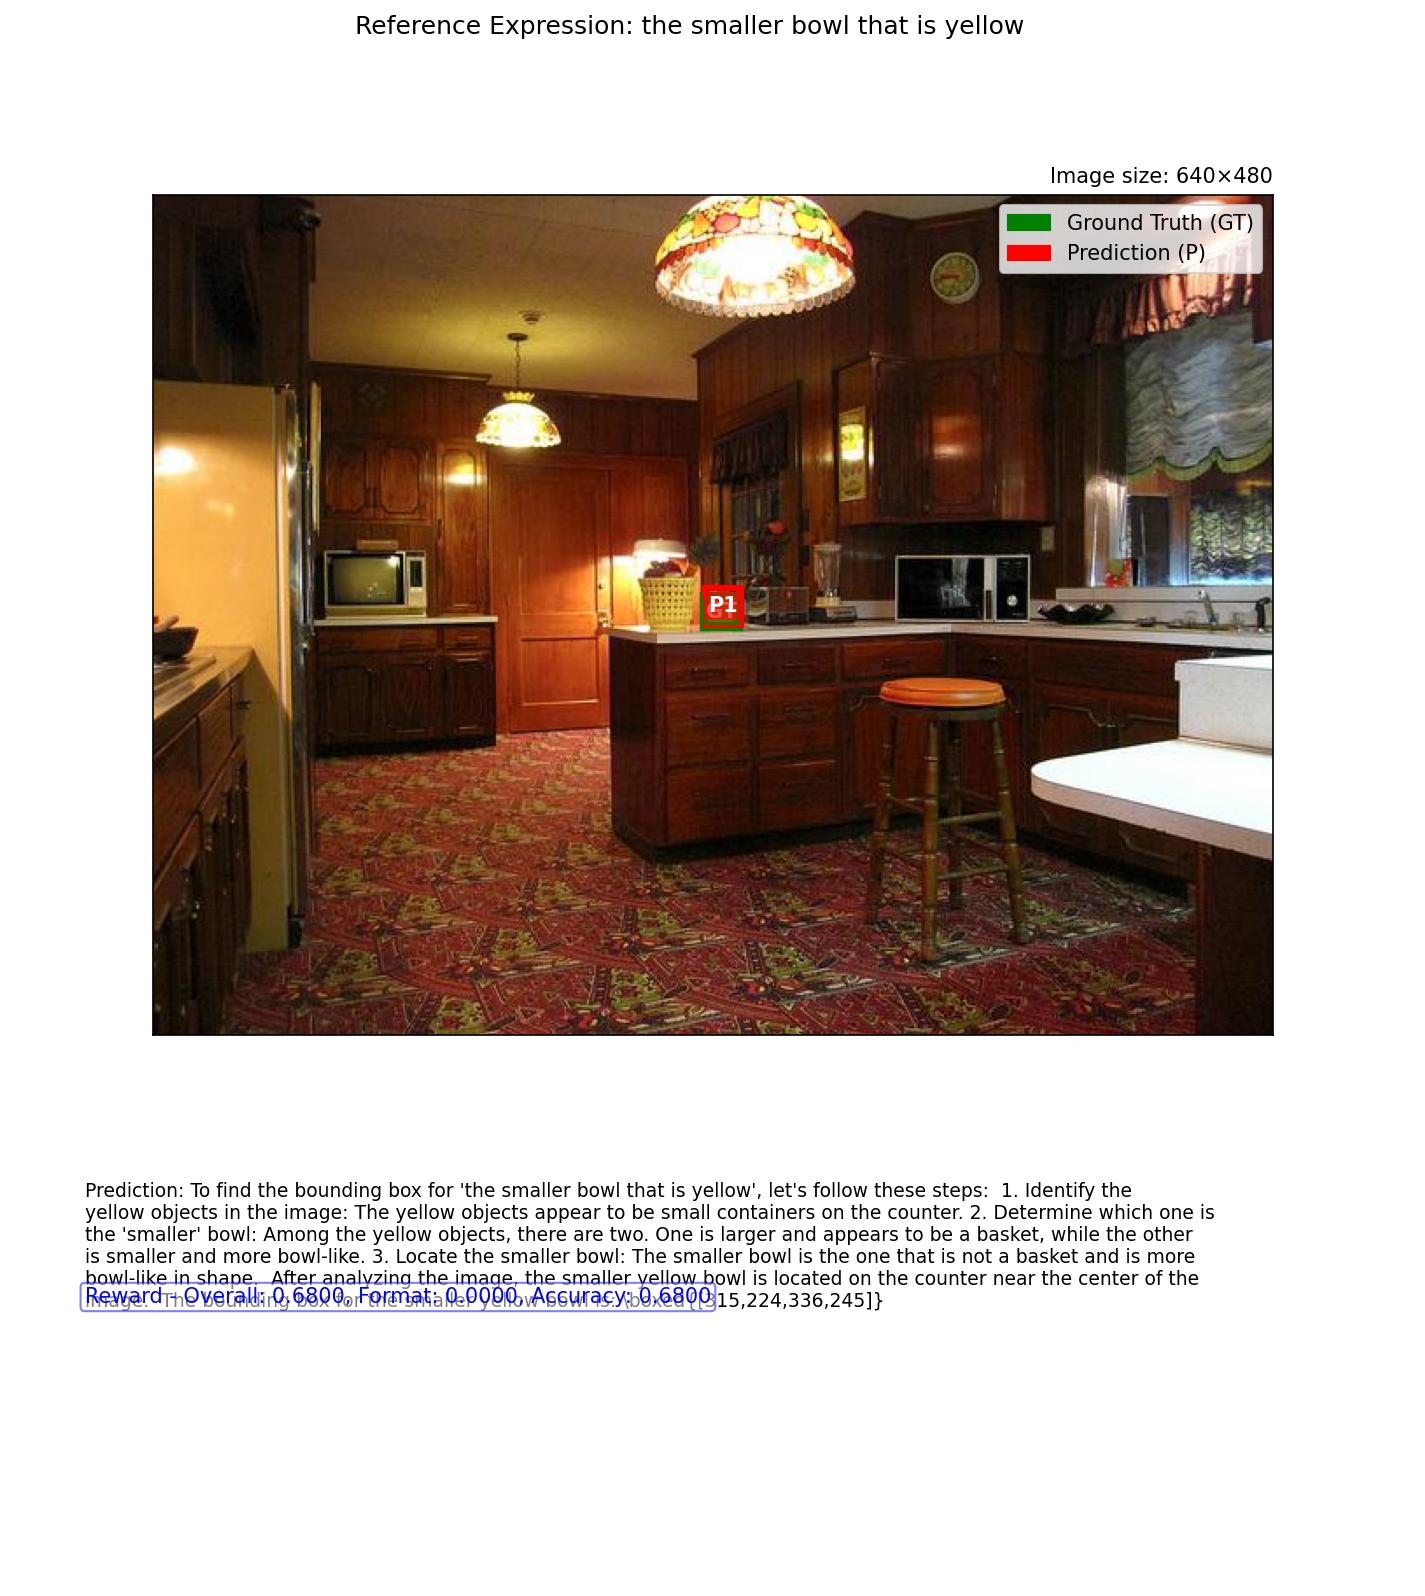 Reference Expression: the smaller bowl that is yellow
Image size: 640×480
Ground Truth (GT)
Prediction (P)
P1
Prediction: To find the bounding box for 'the smaller bowl that is yellow', let's follow these steps:  1. Identify the
yellow objects in the image: The yellow objects appear to be small containers on the counter. 2. Determine which one is
the 'smaller' bowl: Among the yellow objects, there are two. One is larger and appears to be a basket, while the other
is smaller and more bowl-like. 3. Locate the smaller bowl: The smaller bowl is the one that is not a basket and is more
bowl-like in shape.  After analyzing the image, the smaller yellow bowl is located on the counter near the center of the
image.  The bounding box for the smaller yellow bowl is: \boxed{[315,224,336,245]}
Reward - Overall: 0.6800, Format: 0.0000, Accuracy: 0.6800